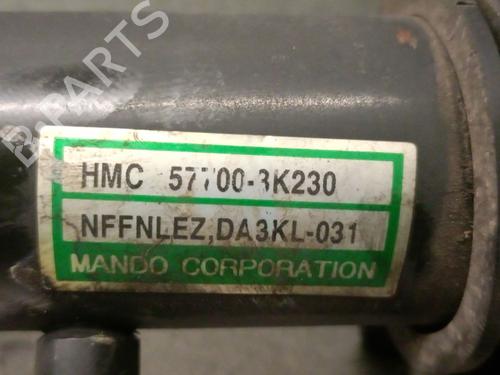 HMC 57700-3K230
NFFNLEZ,DA3KL-031
MANDO CORPORATION
B-PARTS